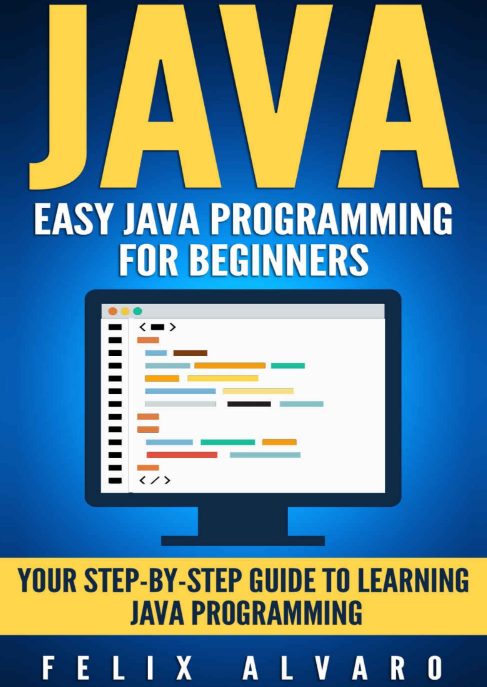 JAVA
EASY JAVA PROGRAMMING
FOR BEGINNERS
YOUR STEP-BY-STEP GUIDE TO LEARNING
JAVA PROGRAMMING
FELIX ALVARO